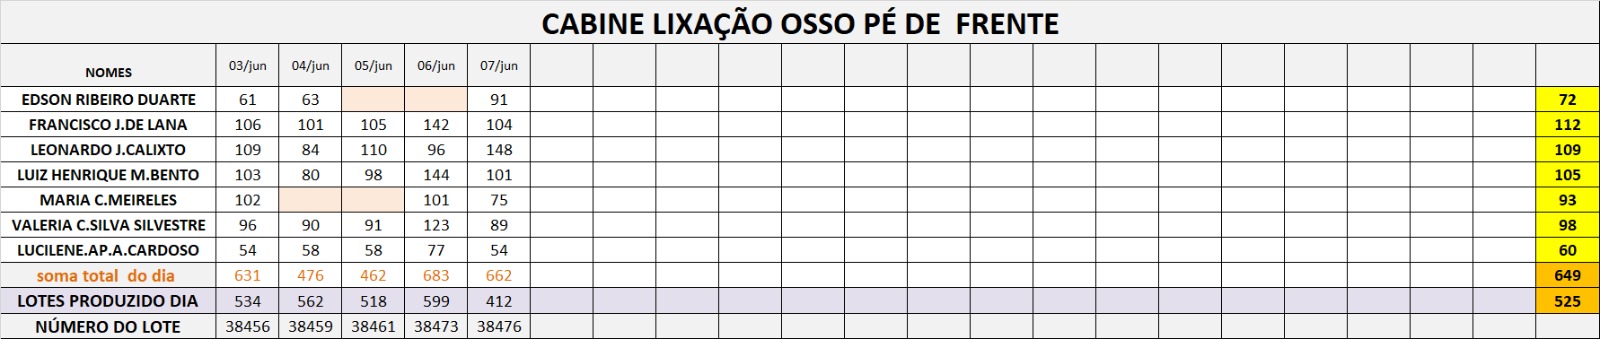 CABINE LIXAÇÃO OSSO PÉ DE FRENTE
NOMES 03/jun 04/jun 05/jun 06/jun 07/jun
EDSON RIBEIRO DUARTE 61 63 91 72
FRANCISCO J.DE LANA 106 101 105 142 104 112
LEONARDO J.CALIXTO 109 84 110 96 148 109
LUIZ HENRIQUE M.BENTO 103 80 98 144 101 105
MARIA C.MEIRELES 102 101 75 93
VALERIA C.SILVA SILVESTRE 96 90 91 123 89 98
LUCILENE.AP.A.CARDOSO 54 58 58 77 54 60
soma total do dia 631 476 462 683 662 649
LOTES PRODUZIDO DIA 534 562 518 599 412 525
NÚMERO DO LOTE 38456 38459 38461 38473 38476